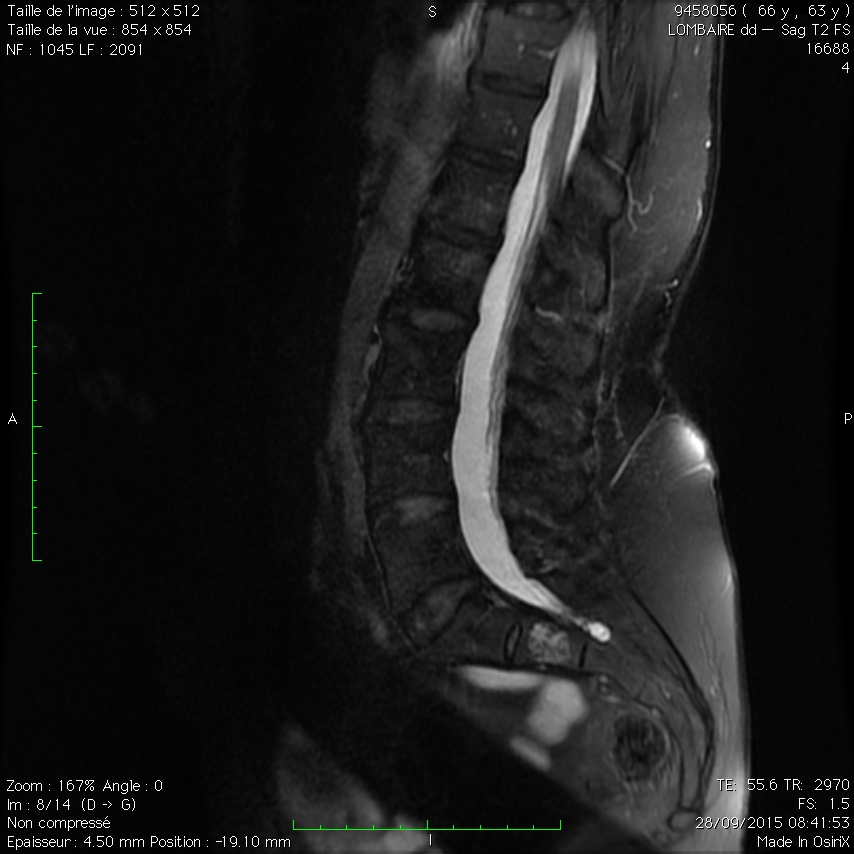 Taille de l'image : 512 x 512
Taille de la vue : 854 x 854
NF : 1045 LF : 2091
S
9458056 ( 66 y , 63 y )
LOMBAIRE dd — Sag T2 FS
16688
4
A
P
Zoom : 167% Angle : 0
Im : 8/14 (D -> G)
Non compressé
Epaisseur : 4.50 mm Position : -19.10 mm
I
TE: 55.6 TR: 2970
FS: 1.5
28/09/2015 08:41:53
Made In OsiriX